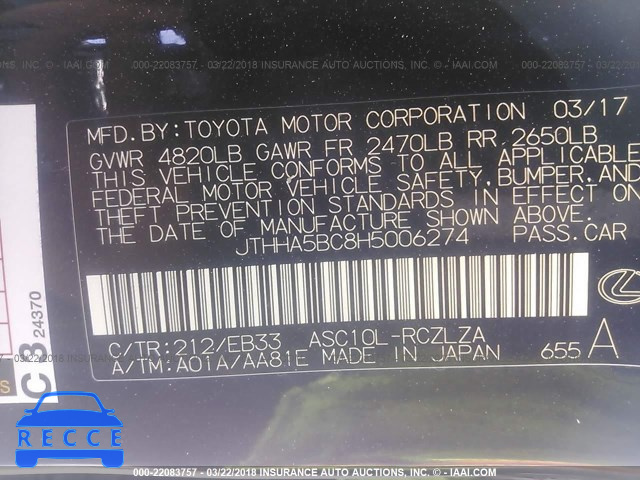 000-22083757 - 03/22/2018 INSURANCE AUTO AUCTIONS, INC. - © - WWW.IAAI.COM
MFD.BY:TOYOTA MOTOR CORPORATION 03/17
GVWR 4820LB GAWR FR 2470LB RR 2650LB
THIS VEHICLE CONFORMS TO ALL APPLICABLE
FEDERAL MOTOR VEHICLE SAFETY,BUMPER,AND
THEFT PREVENTION STANDARDS IN EFFECT ON
THE DATE OF MANUFACTURE SHOWN ABOVE.
JTHHA5BC8H5006274 PASS.CAR
C/TR:212/EB33 ASC10L-RCZLZA
A/TM:A01A/AA81E MADE IN JAPAN 655 A
C3
24370
RECCE
000-22083757 - 03/22/2018 INSURANCE AUTO AUCTIONS, INC. - © - WWW.IAAI.COM